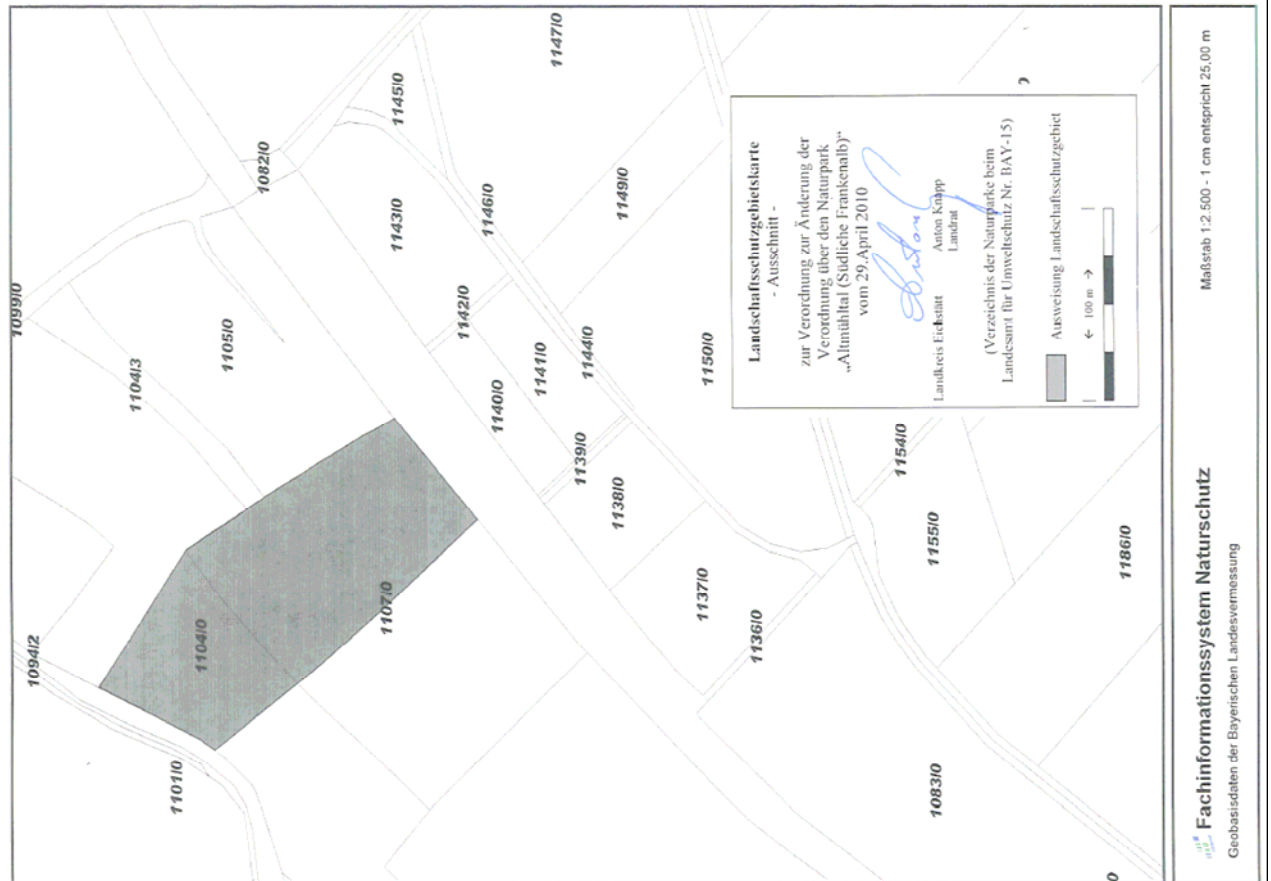 1099/0
1094/2
1104/3
1105/0
1082/0
1104/0
1107/0
1101/0
1143/0
1145/0
1147/0
1146/0
1142/0
1141/0
1144/0
1140/0
1139/0
1138/0
1149/0
1150/0
1137/0
1136/0
1154/0
1155/0
1186/0
1083/0
0
Landschaftsschutzgebietskarte
- Ausschnitt -
zur Verordnung zur Änderung der
Verordnung über den Naturpark
„Altmühltal (Südliche Frankenalb)“
vom 29.April 2010
Landkreis Eichstätt
Anton Knapp
Landrat
(Verzeichnis der Naturparke beim
Landesamt für Umweltschutz Nr. BAY-15)
Ausweisung Landschaftsschutzgebiet
← 100 m →
Fachinformationssystem Naturschutz
Geobasisdaten der Bayerischen Landesvermessung
Maßstab 1:2.500 - 1 cm entspricht 25,00 m